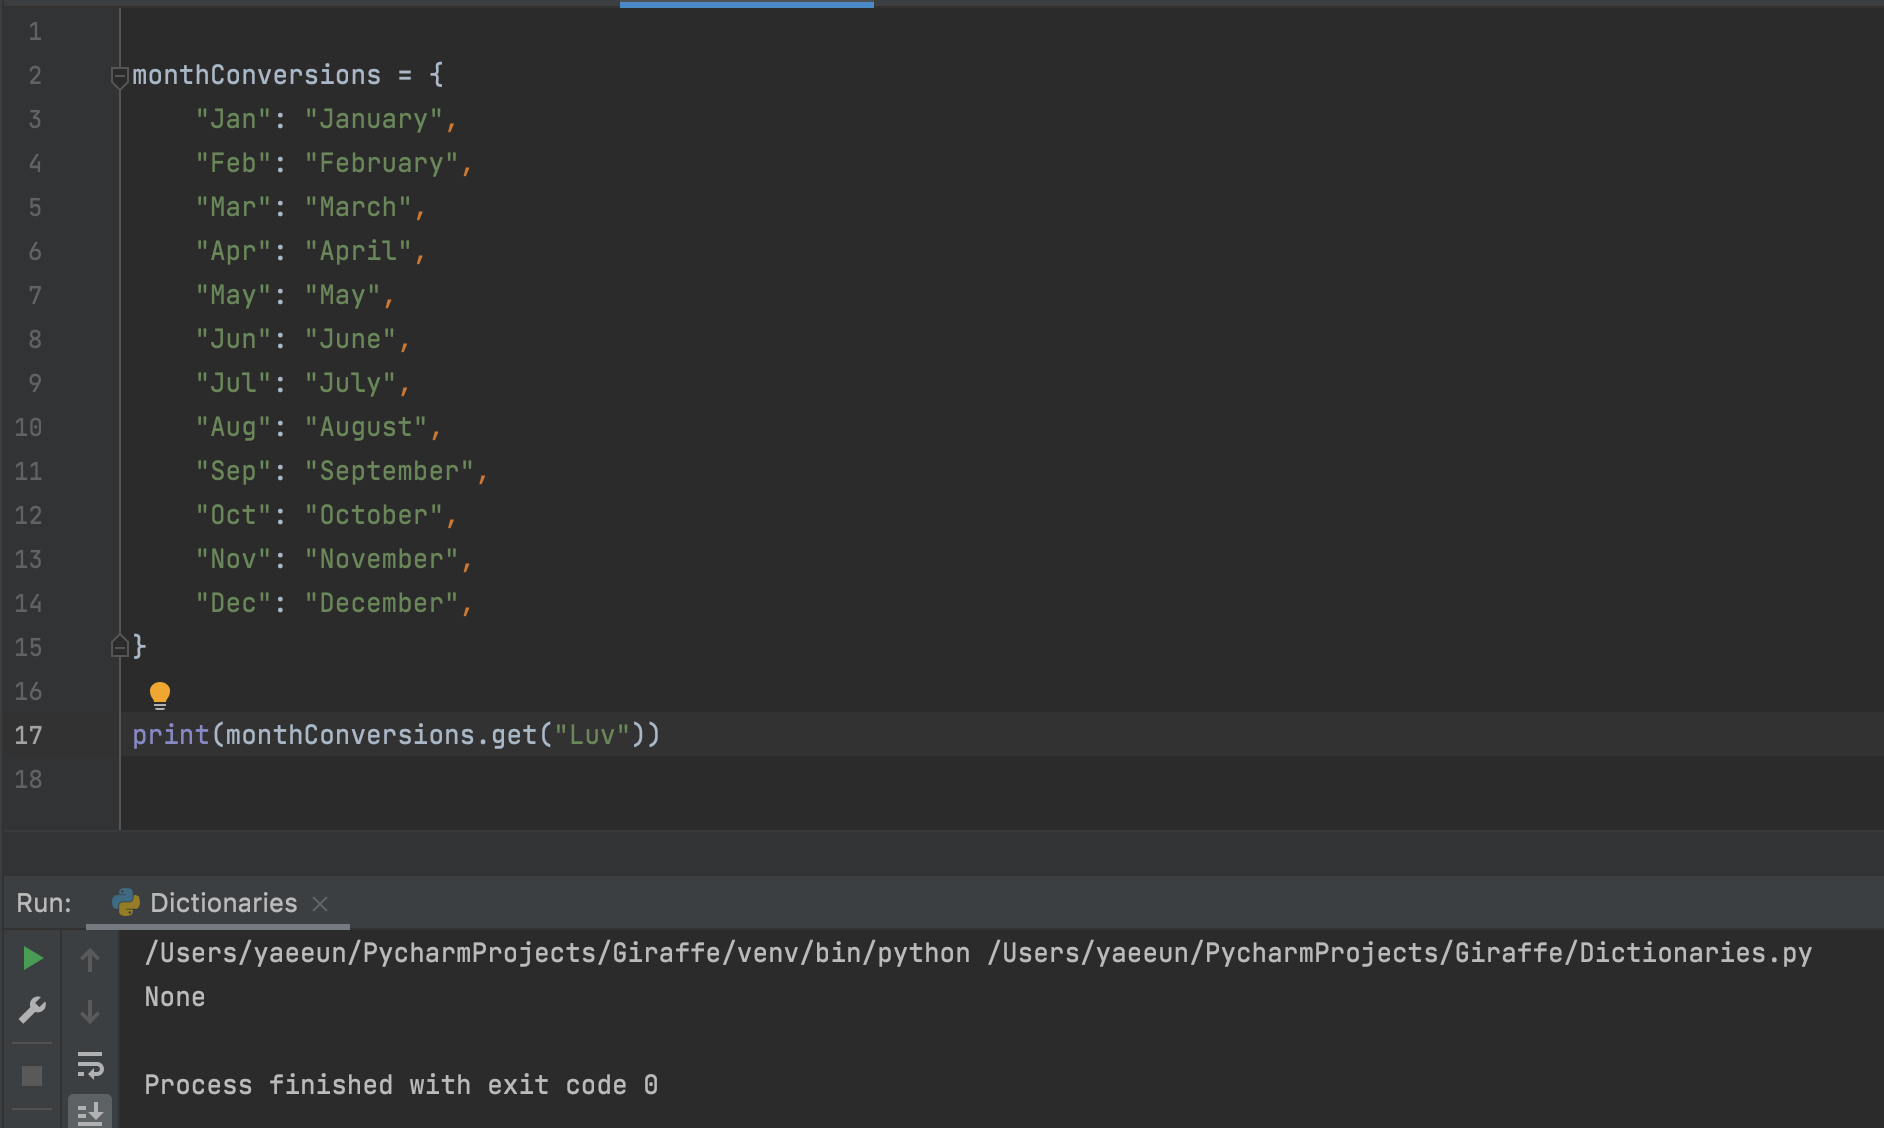 1
2 monthConversions = {
3 "Jan": "January",
4 "Feb": "February",
5 "Mar": "March",
6 "Apr": "April",
7 "May": "May",
8 "Jun": "June",
9 "Jul": "July",
10 "Aug": "August",
11 "Sep": "September",
12 "Oct": "October",
13 "Nov": "November",
14 "Dec": "December",
15 }
16
17 print(monthConversions.get("Luv"))
18
Run: Dictionaries
/Users/yaeeun/PycharmProjects/Giraffe/venv/bin/python /Users/yaeeun/PycharmProjects/Giraffe/Dictionaries.py
None
Process finished with exit code 0